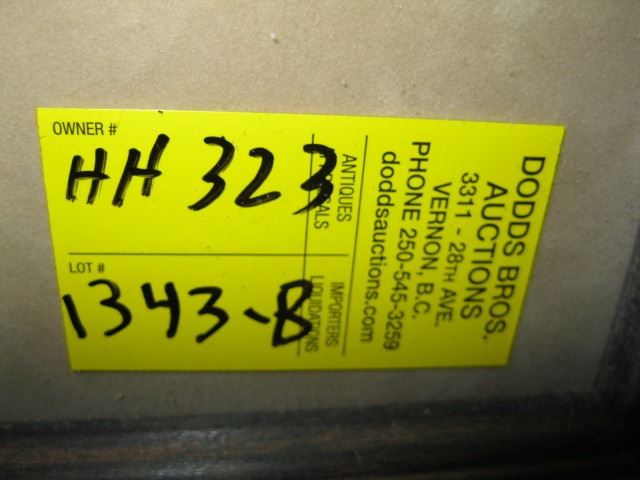 OWNER #
HH 323
LOT #
1343-B
ANTIQUES
IMPORTERS
LIQUIDATIONS
DODDS BROS.
AUCTIONS
3311 - 28TH AVE.
VERNON, B.C.
PHONE 250-545-3259
doddsauctions.com